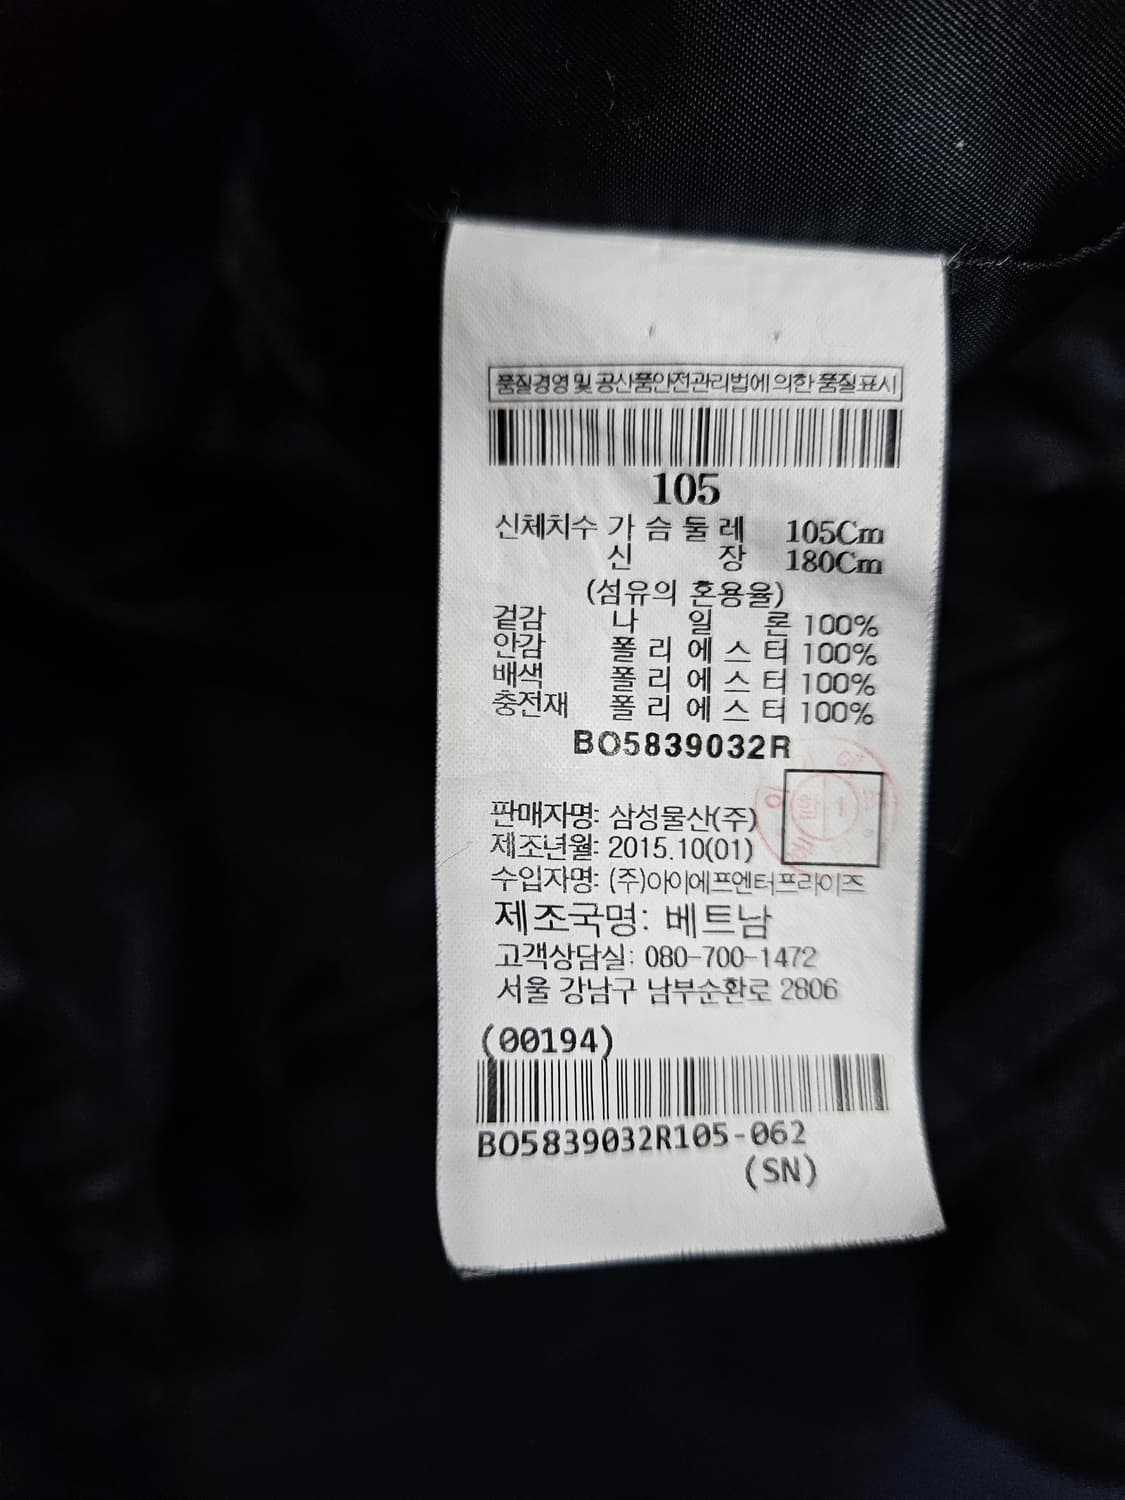 품질경영 및 공산품안전관리법에 의한 품질표시
105
신체치수 가슴둘레 105Cm
신 장 180Cm
(섬유의 혼용율)
겉감 나 일 론 100%
안감 폴 리 에 스 터 100%
배색 폴 리 에 스 터 100%
충전재 폴 리 에 스 터 100%
BO5839032R
판매자명: 삼성물산(주)
제조년월: 2015.10(01)
수입자명: (주)아이에프엔터프라이즈
제조국명: 베트남
고객상담실: 080-700-1472
서울 강남구 남부순환로 2806
(00194)
BO5839032R105-062
(SN)